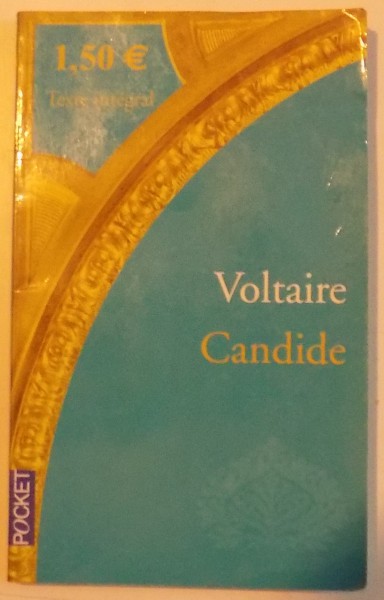 1,50 €
Texte intégral
Voltaire
Candide
POCKET